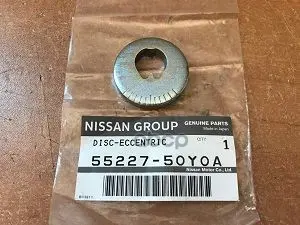 NISSAN GROUP
GENUINE PARTS
Made in Japan
DISC-ECCENTRIC
QTY
1
55227-50Y0A
Nissan Motor Co., Ltd.